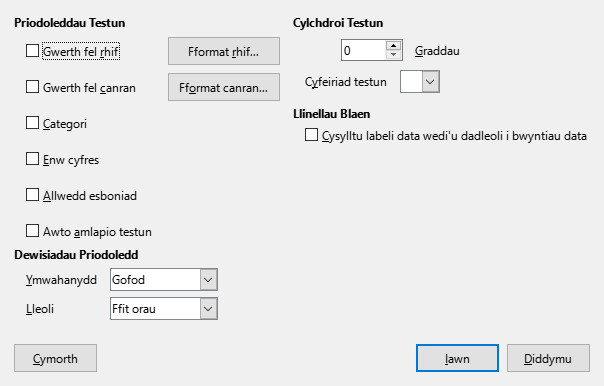 Priodoleddau Testun
Gwerth fel rhif
Fformat rhif...
Gwerth fel canran
Fformat canran...
Categori
Enw cyfres
Allwedd esboniad
Awto amlapio testun
Dewisiadau Priodoledd
Ymwahanydd
Gofod
Lleoli
Ffit orau
Cylchdroi Testun
0
Graddau
Cyfeiriad testun
Llinellau Blaen
Cysylltu labeli data wedi'u dadleoli i bwyntiau data
Cymorth
Iawn
Diddymu